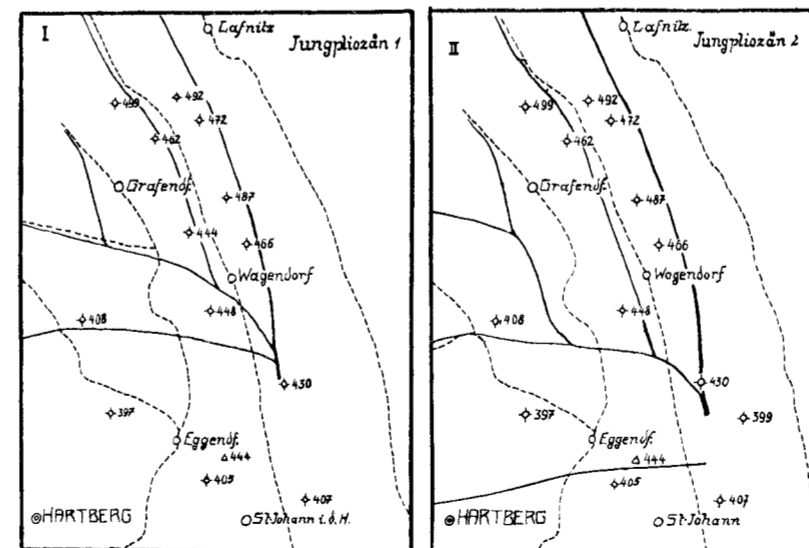 I
Lafnitz
Jungpliozän 1
499
492
472
462
Grafendf.
487
444
466
Wagendorf
408
448
430
397
Eggendf.
444
405
407
HARTBERG
St.Johann i.d.H.
II
Lafnitz.
Jungpliozän 2
499
492
472
462
Grafendf.
487
466
Wogendorf
408
448
430
397
399
Eggendf.
444
405
407
HARTBERG
St.Johann